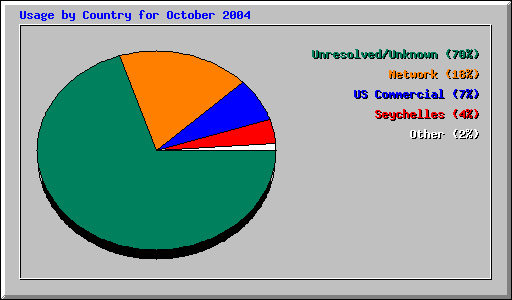 Usage by Country for October 2004
Unresolved/Unknown (70%)
Network (18%)
US Commercial (7%)
Seychelles (4%)
Other (2%)